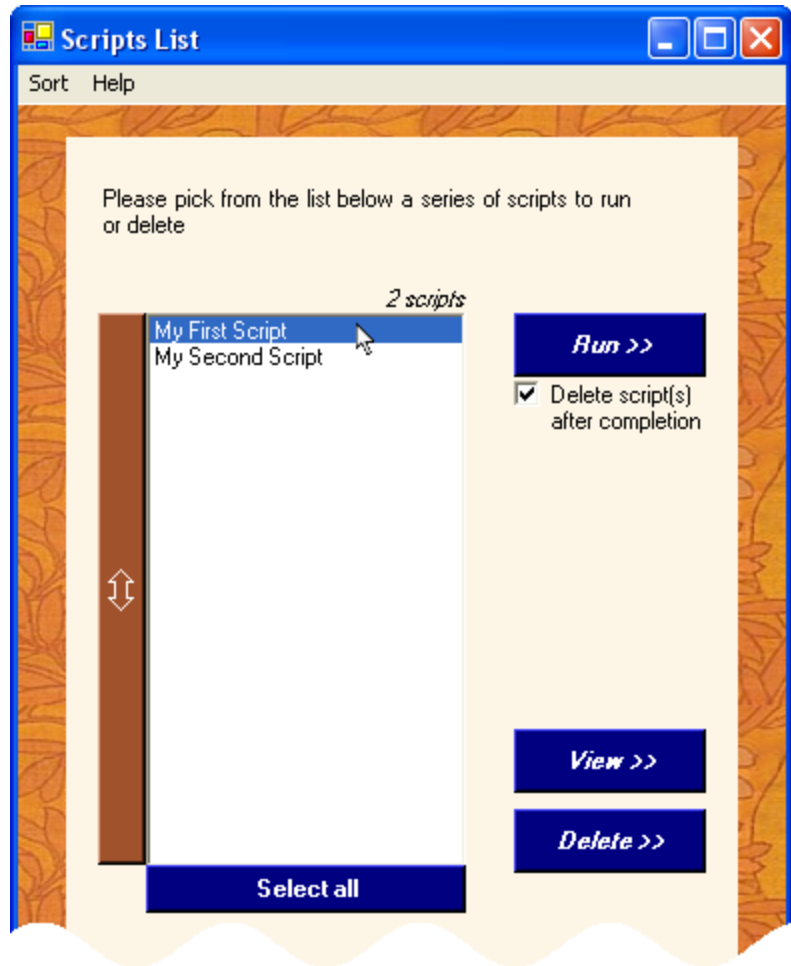 Scripts List
Sort Help
Please pick from the list below a series of scripts to run
or delete
2 scripts
My First Script
My Second Script
Run >>
Delete script(s)
after completion
View >>
Delete >>
Select all